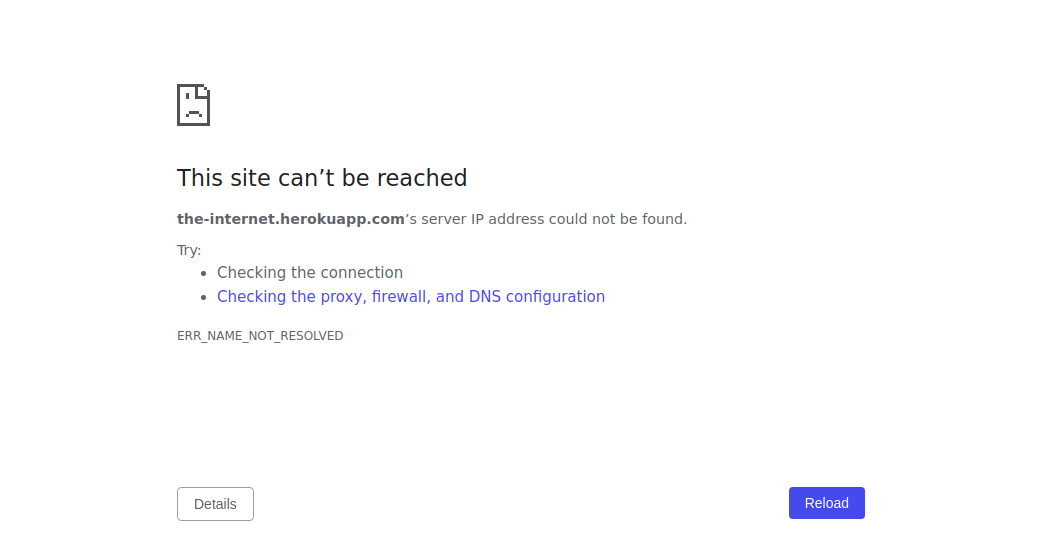 This site can’t be reached
the-internet.herokuapp.com’s server IP address could not be found.
Try:
Checking the connection
Checking the proxy, firewall, and DNS configuration
ERR_NAME_NOT_RESOLVED
Details
Reload